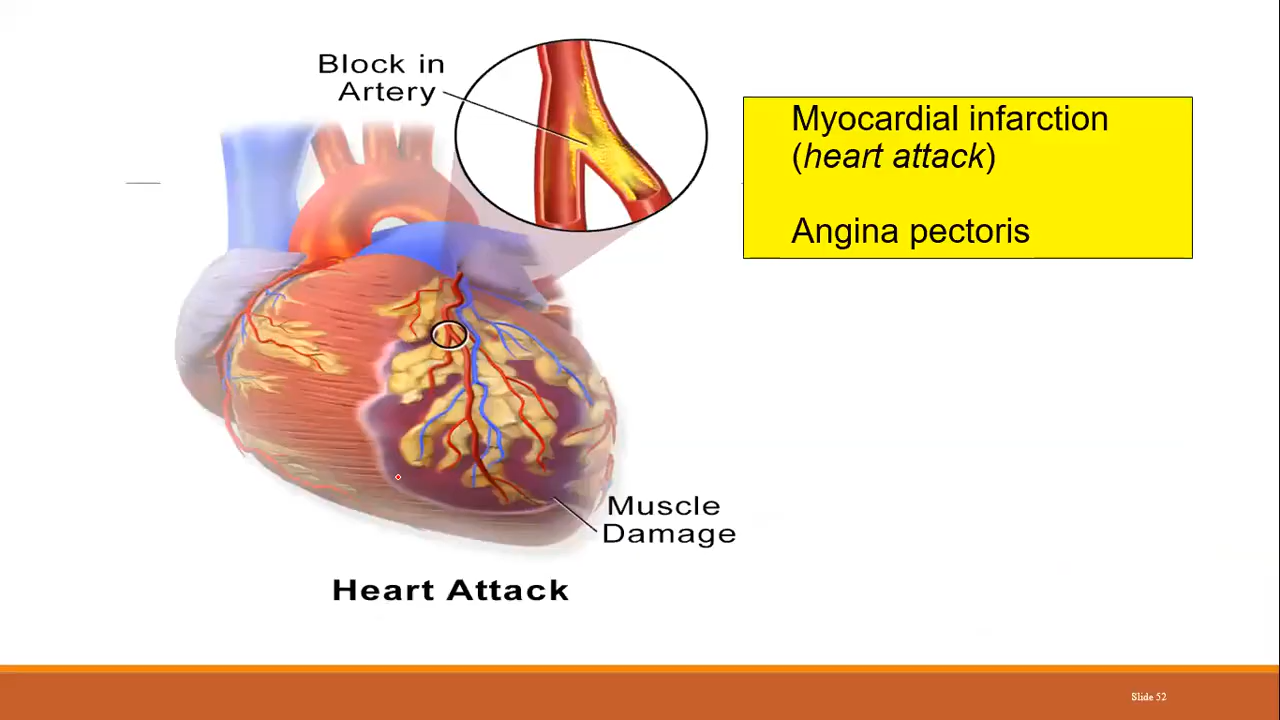 Block in
Artery
Myocardial infarction
(heart attack)
Angina pectoris
Muscle
Damage
Heart Attack
Slide 52